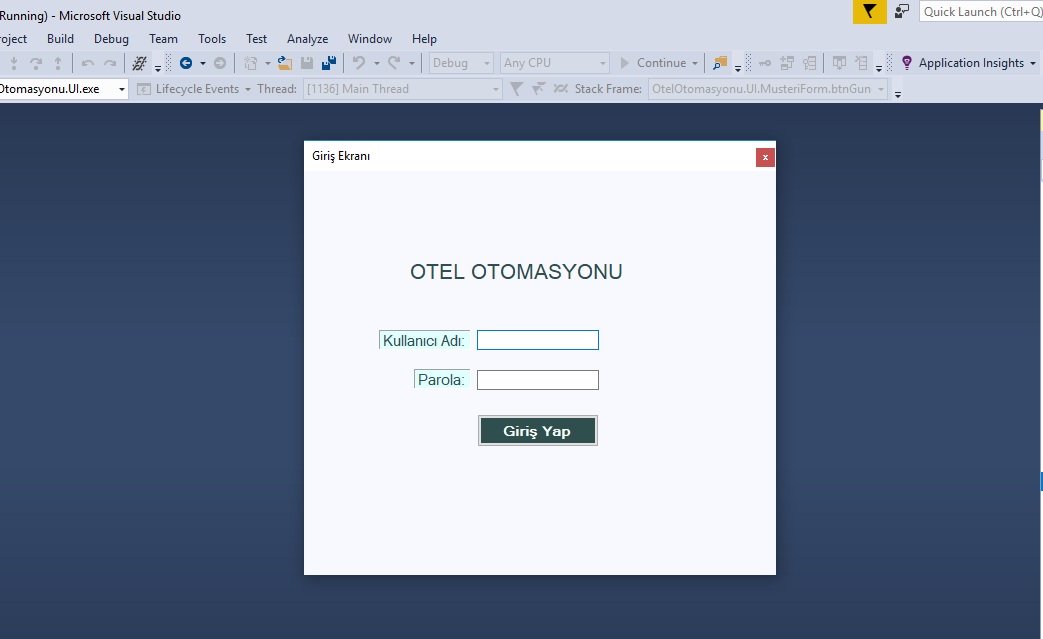 Running) - Microsoft Visual Studio
Quick Launch (Ctrl+Q)
roject Build Debug Team Tools Test Analyze Window Help
Debug Any CPU Continue Application Insights
Otomasyonu.UI.exe Lifecycle Events Thread: [1136] Main Thread Stack Frame: OtelOtomasyonu.UI.MusteriForm.btnGun
Giriş Ekranı
x
OTEL OTOMASYONU
Kullanıcı Adı:
Parola:
Giriş Yap